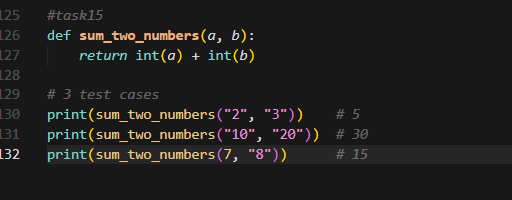 125 #task15
126 def sum_two_numbers(a, b):
127     return int(a) + int(b)
128
129 # 3 test cases
130 print(sum_two_numbers("2", "3"))    # 5
131 print(sum_two_numbers("10", "20"))  # 30
132 print(sum_two_numbers(7, "8"))      # 15